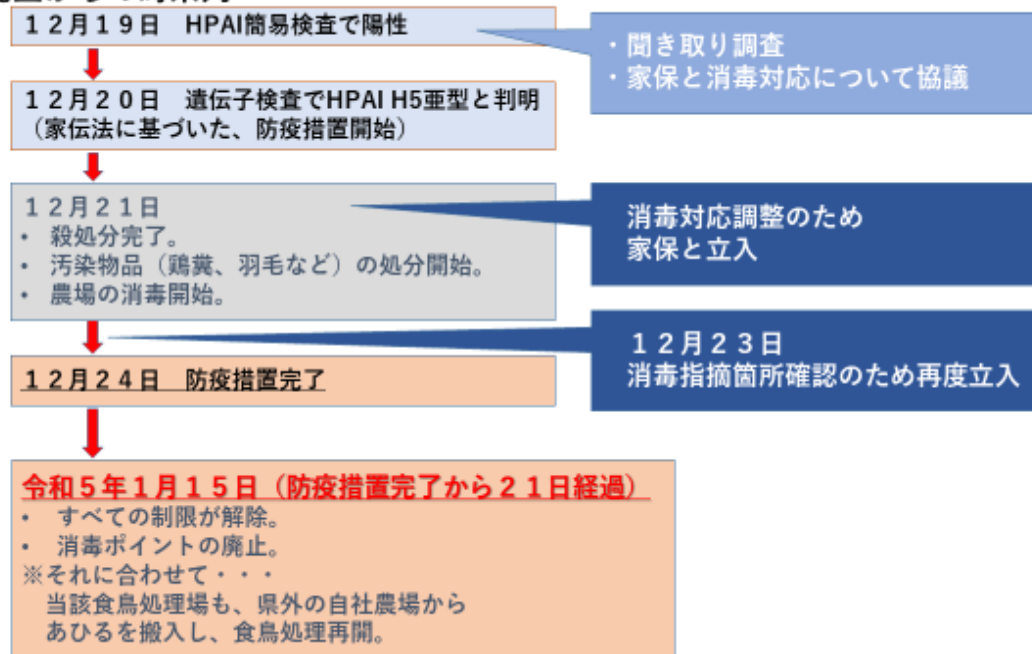 １２月１９日　HPAI簡易検査で陽性
・聞き取り調査
・家保と消毒対応について協議
１２月２０日　遺伝子検査でHPAI H5亜型と判明
（家伝法に基づいた、防疫措置開始）
１２月２１日
• 殺処分完了。
• 汚染物品（鶏糞、羽毛など）の処分開始。
• 農場の消毒開始。
消毒対応調整のため
家保と立入
１２月２３日
消毒指摘箇所確認のため再度立入
１２月２４日　防疫措置完了
令和５年１月１５日（防疫措置完了から２１日経過）
• すべての制限が解除。
• 消毒ポイントの廃止。
※それに合わせて・・・
当該食鳥処理場も、県外の自社農場から
あひるを搬入し、食鳥処理再開。